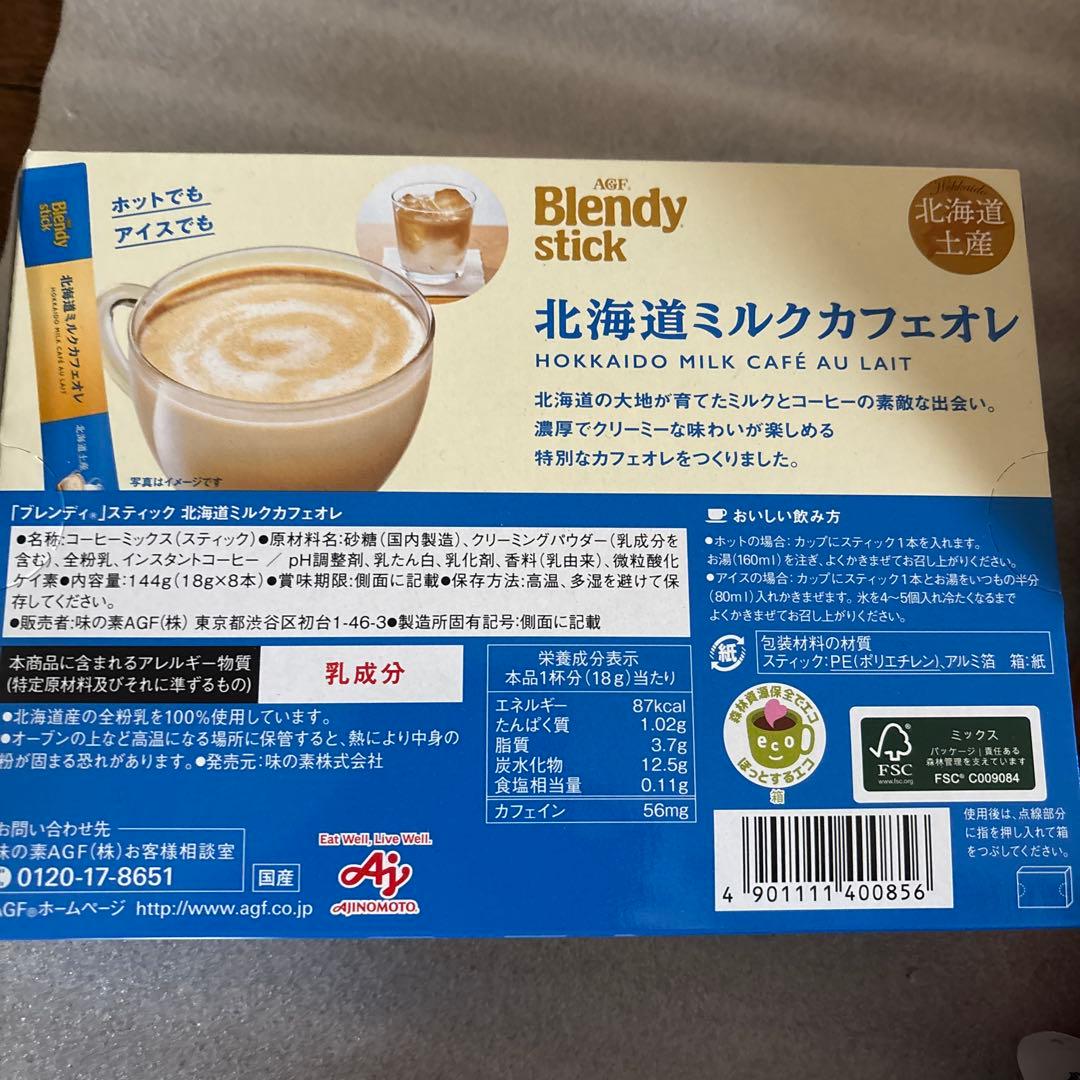 ホットでも
アイスでも
Blendy
stick
北海道ミルクカフェオレ
HOKKAIDO MILK CAFÉ AU LAIT
北海道土産
写真はイメージです
AGF®
Blendy®
stick
Hokkaido
北海道
土産
北海道ミルクカフェオレ
HOKKAIDO MILK CAFÉ AU LAIT
北海道の大地が育てたミルクとコーヒーの素敵な出会い。
濃厚でクリーミーな味わいが楽しめる
特別なカフェオレをつくりました。
「ブレンディ®」スティック 北海道ミルクカフェオレ
●名称:コーヒーミックス(スティック)●原材料名:砂糖(国内製造)、クリーミングパウダー(乳成分を
含む)、全粉乳、インスタントコーヒー ／ pH調整剤、乳たん白、乳化剤、香料(乳由来)、微粒酸化
ケイ素●内容量:144g(18g×8本)●賞味期限:側面に記載●保存方法:高温、多湿を避けて保
存してください。
●販売者:味の素AGF(株) 東京都渋谷区初台1-46-3●製造所固有記号:側面に記載
本商品に含まれるアレルギー物質
(特定原材料及びそれに準ずるもの)
乳成分
●北海道産の全粉乳を100%使用しています。
●オーブンの上など高温になる場所に保管すると、熱により中身の
粉が固まる恐れがあります。●発売元:味の素株式会社
お問い合わせ先
味の素AGF(株)お客様相談室
0120-17-8651
国産
AGF®ホームページ http://www.agf.co.jp
Eat Well, Live Well.
Aj
AJINOMOTO®
栄養成分表示
本品1杯分(18g)当たり
エネルギー 87kcal
たんぱく質 1.02g
脂質 3.7g
炭水化物 12.5g
食塩相当量 0.11g
カフェイン 56mg
おいしい飲み方
●ホットの場合:カップにスティック1本を入れます。
お湯(160ml)を注ぎ、よくかきまぜてお召し上がりください。
●アイスの場合:カップにスティック1本とお湯をいつもの半分
(80ml)入れかきまぜます。氷を4〜5個入れ冷たくなるまで
よくかきまぜてお召し上がりください。
紙
包装材料の材質
スティック:PE(ポリエチレン)、アルミ箔 箱:紙
森林資源保全でエコ
eco
ほっとするエコ
箱
FSC
www.fsc.org
ミックス
パッケージ|責任ある
森林管理を支えています
FSC® C009084
4 901111 400856
使用後は、点線部分
に指を押し入れて箱
をつぶしてください。